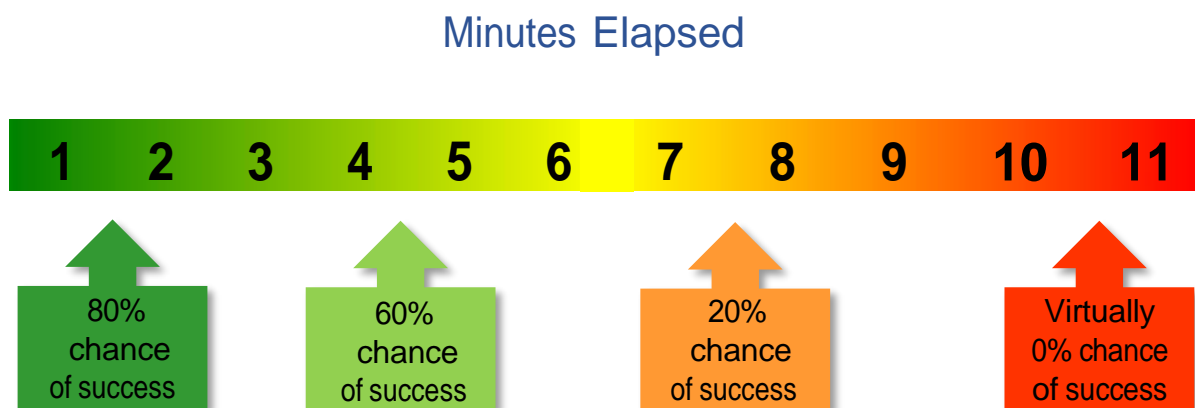 Minutes Elapsed
1 2 3 4 5 6 7 8 9 10 11
80%
chance
of success
60%
chance
of success
20%
chance
of success
Virtually
0% chance
of success